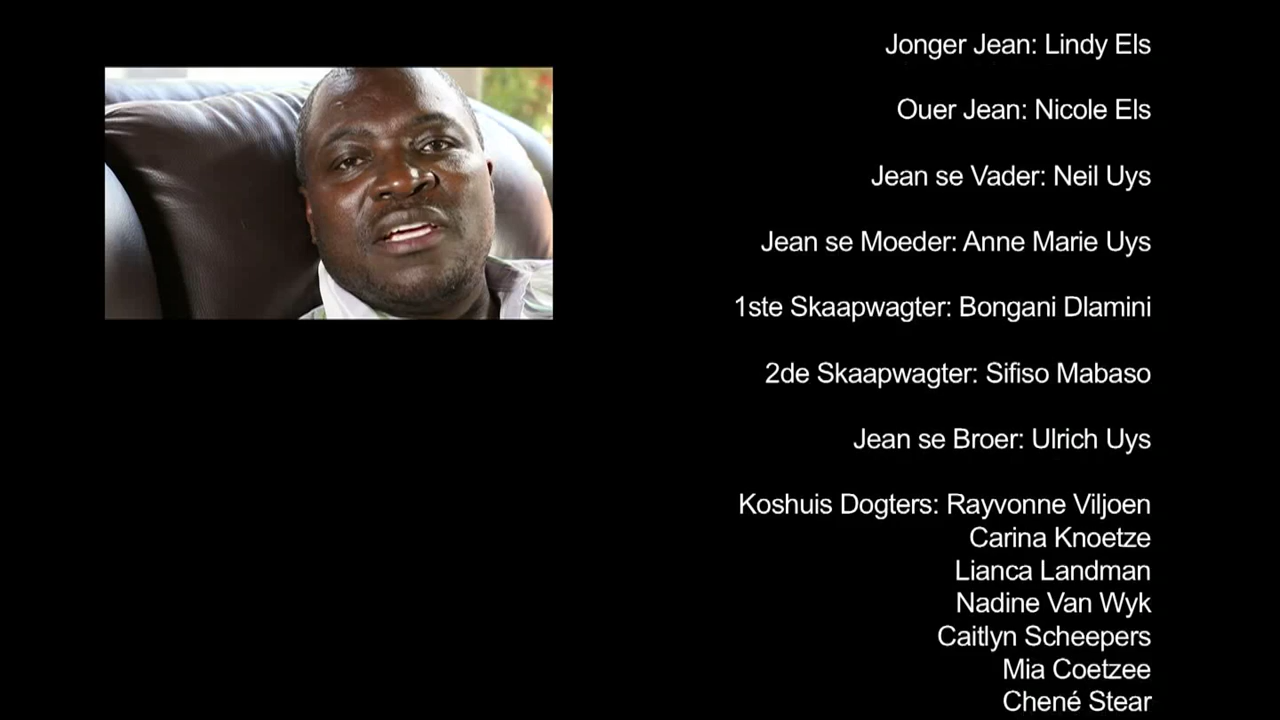 Jonger Jean: Lindy Els
Ouer Jean: Nicole Els
Jean se Vader: Neil Uys
Jean se Moeder: Anne Marie Uys
1ste Skaapwagter: Bongani Dlamini
2de Skaapwagter: Sifiso Mabaso
Jean se Broer: Ulrich Uys
Koshuis Dogters: Rayvonne Viljoen
Carina Knoetze
Lianca Landman
Nadine Van Wyk
Caitlyn Scheepers
Mia Coetzee
Chené Stear